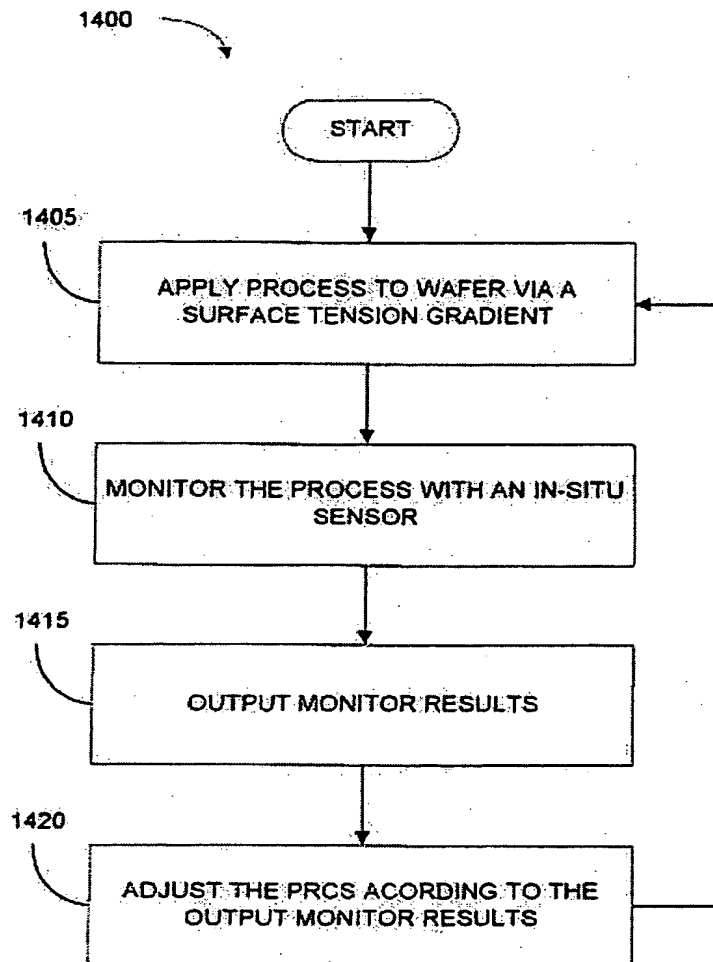 1400
START
1405
APPLY PROCESS TO WAFER VIA A
SURFACE TENSION GRADIENT
1410
MONITOR THE PROCESS WITH AN IN-SITU
SENSOR
1415
OUTPUT MONITOR RESULTS
1420
ADJUST THE PRCS ACORDING TO THE
OUTPUT MONITOR RESULTS